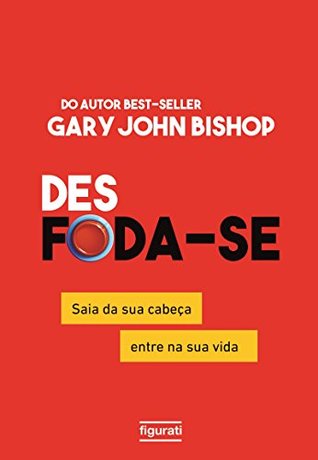 DO AUTOR BEST-SELLER
GARY JOHN BISHOP
DES
FODA-SE
Saia da sua cabeça
entre na sua vida
figurati